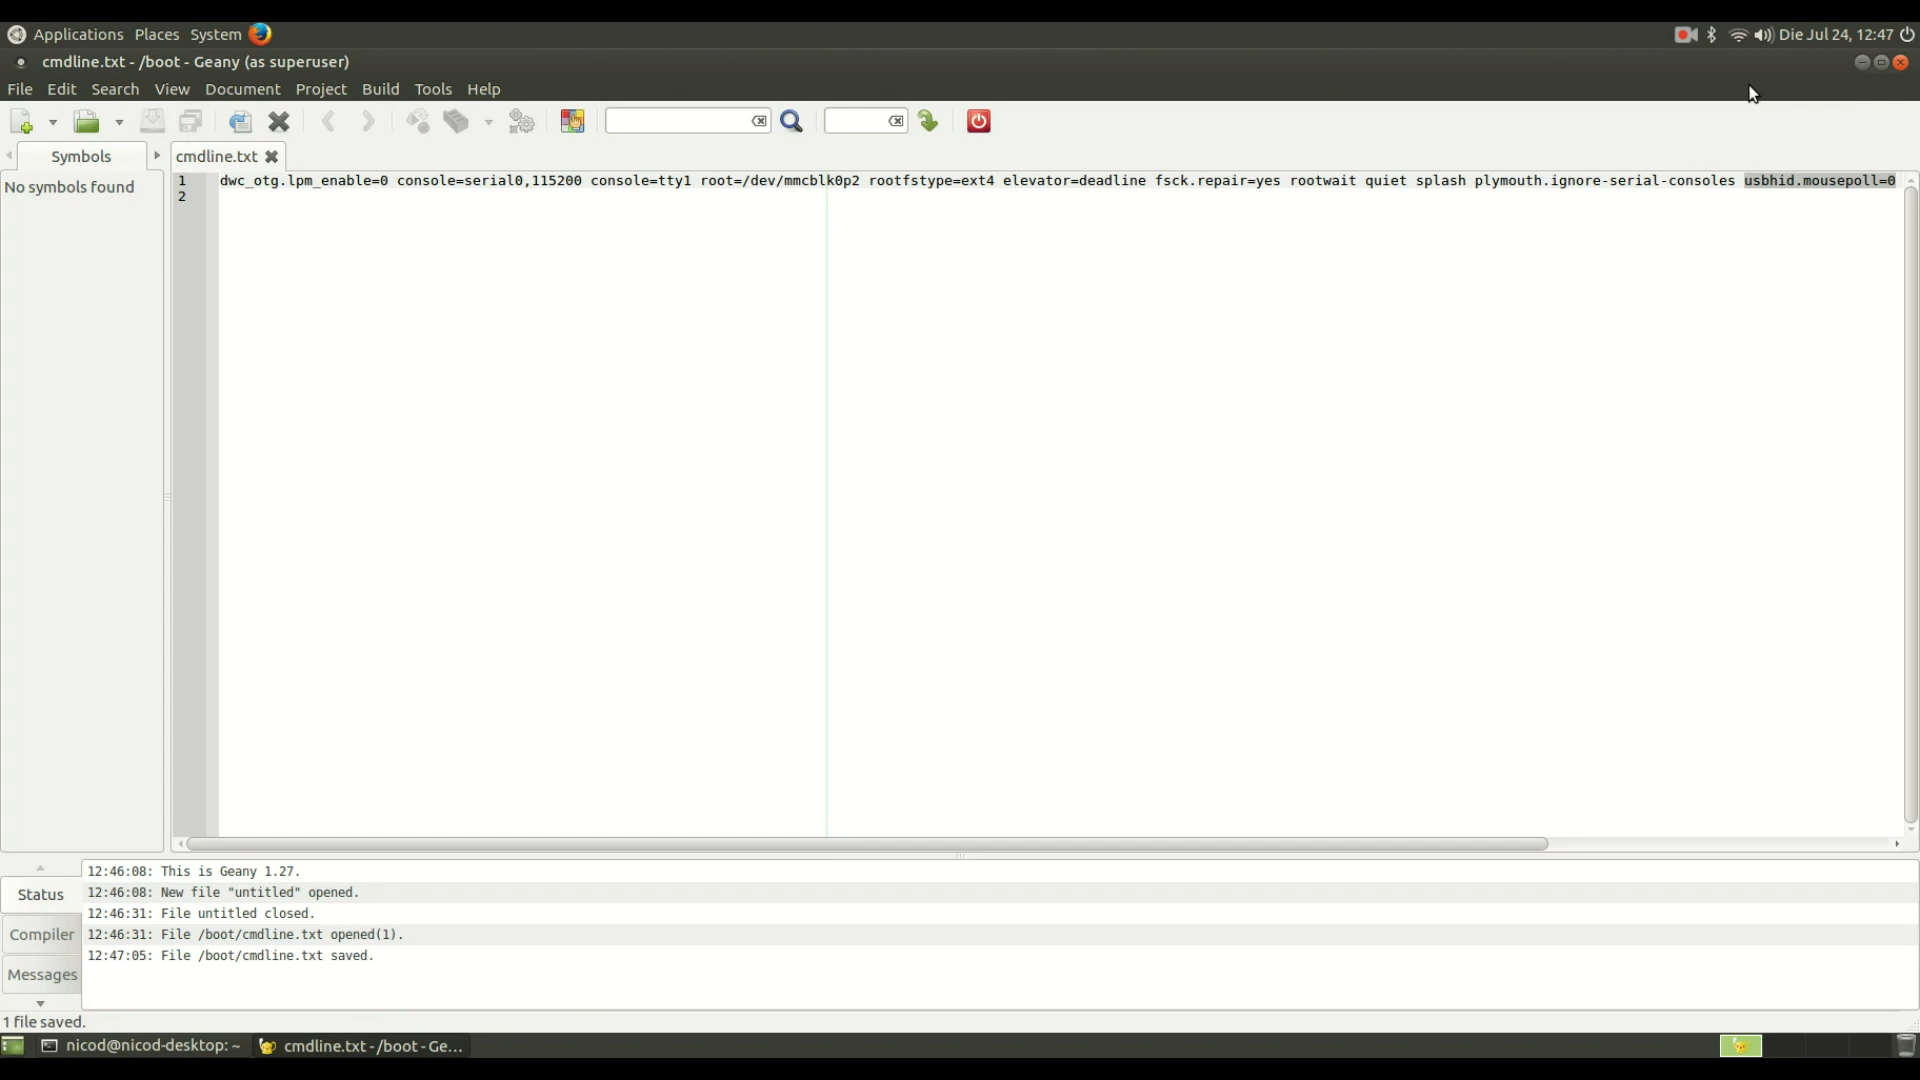 Applications Places System
Die Jul 24, 12:47
cmdline.txt - /boot - Geany (as superuser)
File Edit Search View Document Project Build Tools Help
Symbols
cmdline.txt
No symbols found
1 dwc_otg.lpm_enable=0 console=serial0,115200 console=tty1 root=/dev/mmcblk0p2 rootfstype=ext4 elevator=deadline fsck.repair=yes rootwait quiet splash plymouth.ignore-serial-consoles usbhid.mousepoll=0
2
Status
Compiler
Messages
12:46:08: This is Geany 1.27.
12:46:08: New file "untitled" opened.
12:46:31: File untitled closed.
12:46:31: File /boot/cmdline.txt opened(1).
12:47:05: File /boot/cmdline.txt saved.
1 file saved.
nicod@nicod-desktop: ~
cmdline.txt - /boot - Ge...